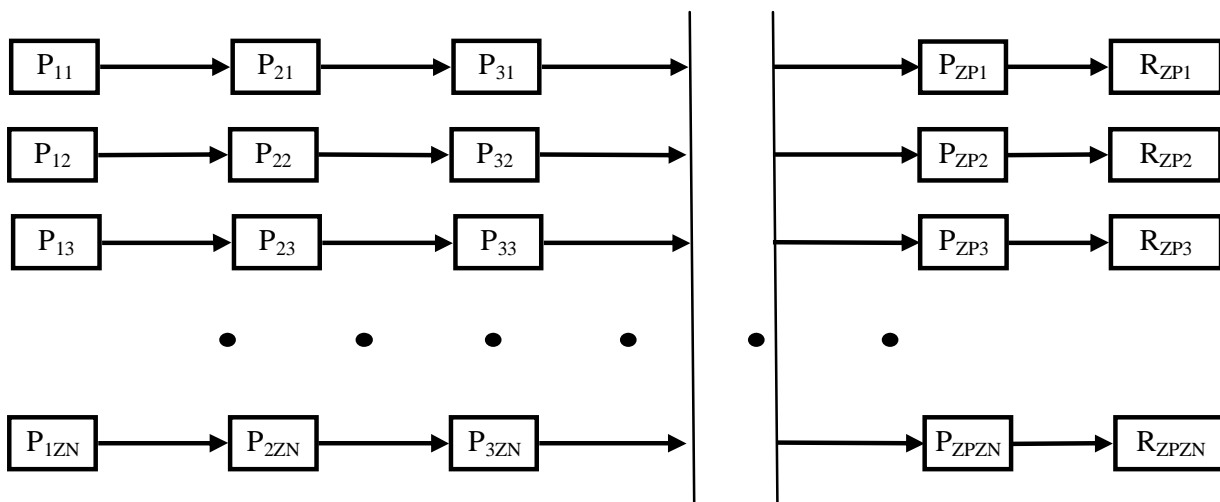 P11 P21 P31 PZP1 RZP1
P12 P22 P32 PZP2 RZP2
P13 P23 P33 PZP3 RZP3
P1ZN P2ZN P3ZN PZPZN RZPZN